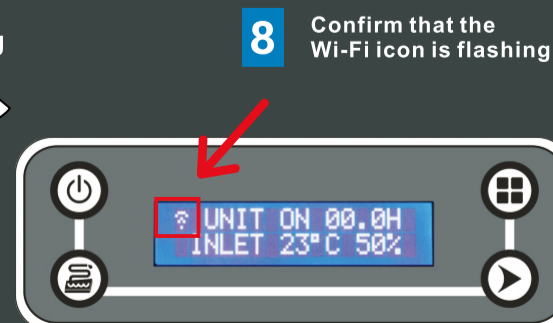 8
Confirm that the
Wi-Fi icon is flashing
UNIT ON 00.0H
INLET 23°C 50%